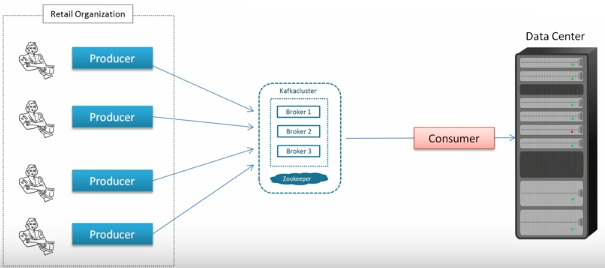 Retail Organization
Producer
Producer
Producer
Producer
Kafkacluster
Broker 1
Broker 2
Broker 3
Zookeeper
Consumer
Data Center